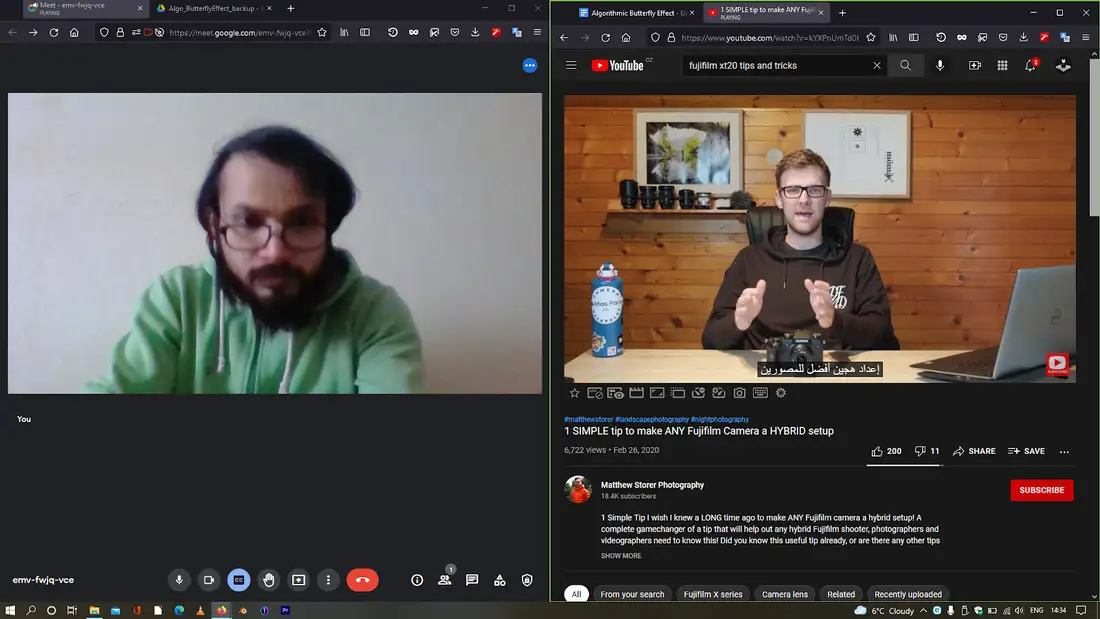 Meet - emv-fwjq-vce
PLAYING
Algo_ButterflyEffect_backup - G
https://meet.google.com/emv-fwjq-vce?
You
emv-fwjq-vce
1
Algorithmic Butterfly Effect - G
1 SIMPLE tip to make ANY Fujifil
PLAYING
https://www.youtube.com/watch?v=kYXPnUmTd0I
YouTube CZ
fujifilm xt20 tips and tricks
2
إعداد هجين أفضل للمصورين
SUBSCRIBE
#matthewstorer #landscapephotography #nightphotography
1 SIMPLE tip to make ANY Fujifilm Camera a HYBRID setup
6,722 views • Feb 26, 2020
200
11
SHARE
SAVE
Matthew Storer Photography
18.4K subscribers
SUBSCRIBE
1 Simple Tip I wish I knew a LONG time ago to make ANY Fujifilm camera a hybrid setup! A
complete gamechanger of a tip that will help out any hybrid Fujifilm shooter, photographers and
videographers need to know this! Did you know this useful tip already, or are there any other tips
SHOW MORE
All
From your search
Fujifilm X series
Camera lens
Related
Recently uploaded
6°C Cloudy
ENG
14:34